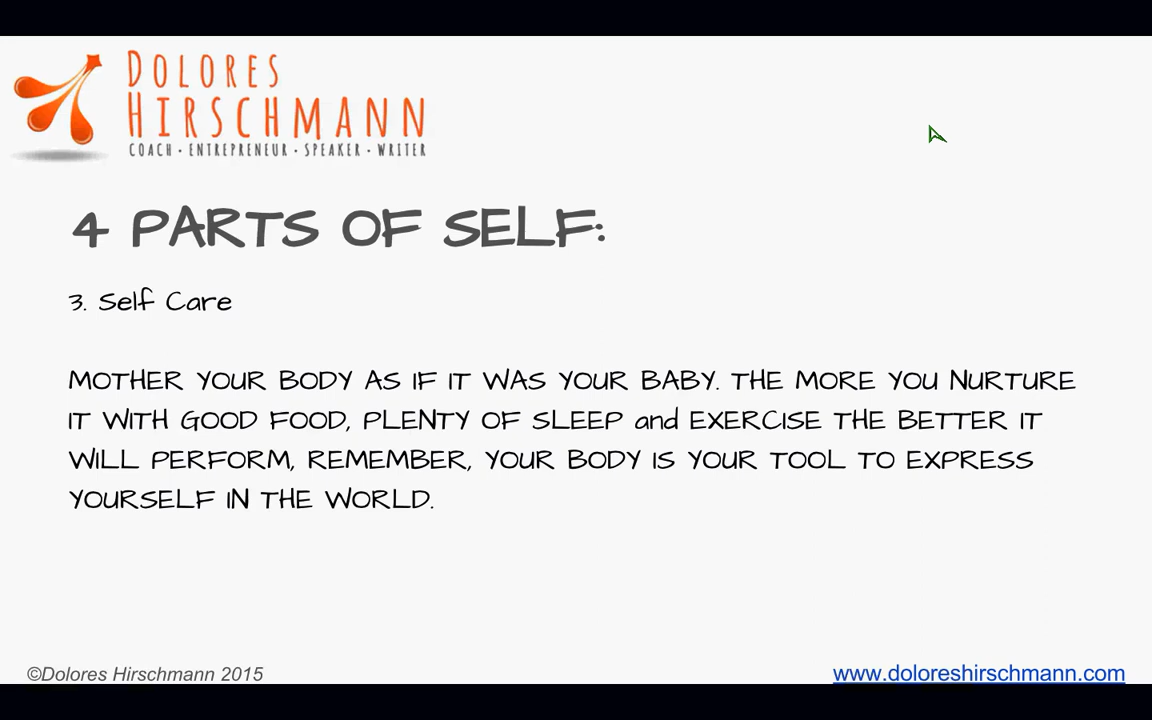 DOLORES
HIRSCHMANN
COACH · ENTREPRENEUR · SPEAKER · WRITER
4 PARTS OF SELF:
3. Self Care
MOTHER YOUR BODY AS IF IT WAS YOUR BABY. THE MORE YOU NURTURE
IT WITH GOOD FOOD, PLENTY OF SLEEP and EXERCISE THE BETTER IT
WILL PERFORM, REMEMBER, YOUR BODY IS YOUR TOOL TO EXPRESS
YOURSELF IN THE WORLD.
©Dolores Hirschmann 2015
www.doloreshirschmann.com